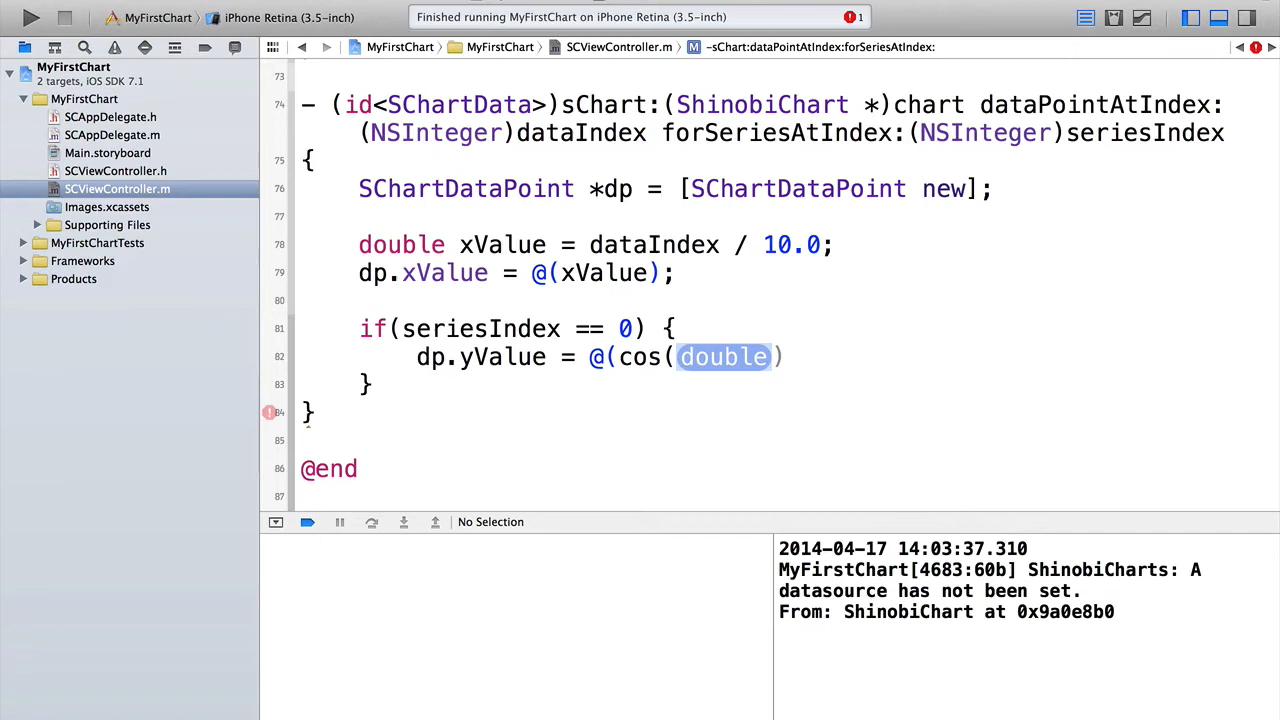 MyFirstChart iPhone Retina (3.5-inch)
Finished running MyFirstChart on iPhone Retina (3.5-inch) 1
MyFirstChart MyFirstChart SCViewController.m M -sChart:dataPointAtIndex:forSeriesAtIndex:
MyFirstChart
2 targets, iOS SDK 7.1
MyFirstChart
SCAppDelegate.h
SCAppDelegate.m
Main.storyboard
SCViewController.h
SCViewController.m
Images.xcassets
Supporting Files
MyFirstChartTests
Frameworks
Products
73
74 - (id<SChartData>)sChart:(ShinobiChart *)chart dataPointAtIndex:
(NSInteger)dataIndex forSeriesAtIndex:(NSInteger)seriesIndex
75 {
76 SChartDataPoint *dp = [SChartDataPoint new];
77
78 double xValue = dataIndex / 10.0;
79 dp.xValue = @(xValue);
80
81 if(seriesIndex == 0) {
82 dp.yValue = @(cos(double)
83 }
84 }
85
86 @end
87
No Selection
2014-04-17 14:03:37.310
MyFirstChart[4683:60b] ShinobiCharts: A
datasource has not been set.
From: ShinobiChart at 0x9a0e8b0